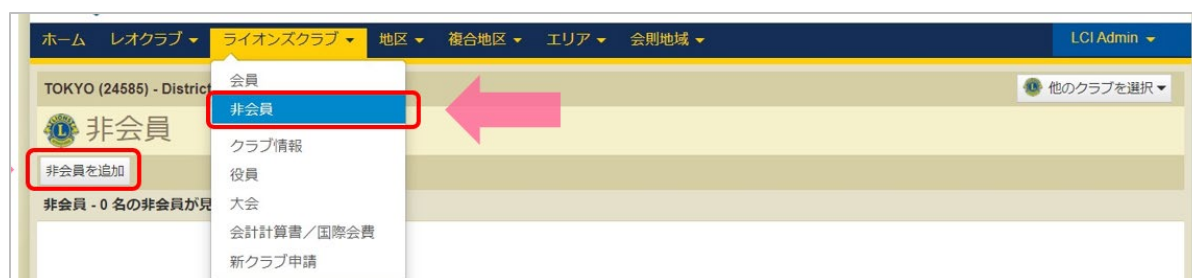 ホーム レオクラブ ライオンズクラブ 地区 複合地区 エリア 会則地域 LCI Admin
TOKYO (24585) - District 他のクラブを選択
会員
非会員
非会員
クラブ情報
非会員を追加
役員
非会員 - 0 名の非会員が見
大会
会計計算書／国際会費
新クラブ申請